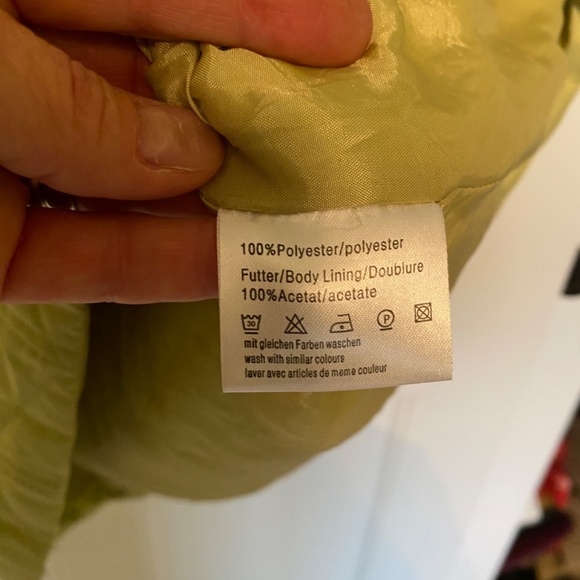 100%Polyester/polyester
Futter/Body Lining/Doublure
100%Acetat/acetate
30 P
mit gleichen Farben waschen
wash with similar colours
laver avec articles de meme couleur